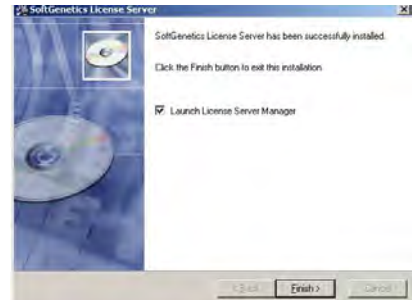 SoftGenetics License Server
SoftGenetics License Server has been successfully installed.
Click the Finish button to exit this installation.
Launch License Server Manager
< Back
Finish >
Cancel